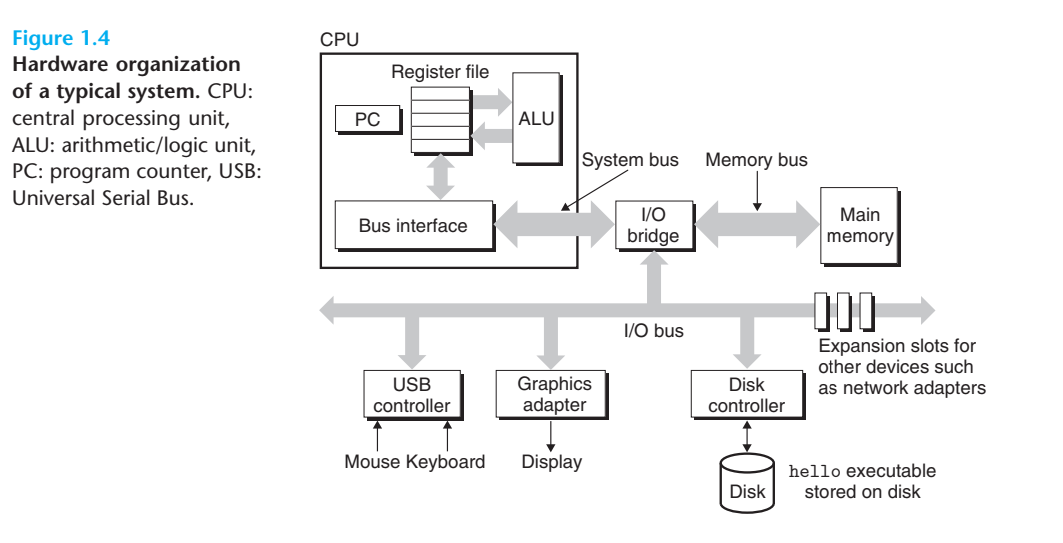 Figure 1.4
Hardware organization
of a typical system. CPU:
central processing unit,
ALU: arithmetic/logic unit,
PC: program counter, USB:
Universal Serial Bus.
CPU
Register file
PC
ALU
System bus
Memory bus
Bus interface
I/O
bridge
Main
memory
I/O bus
Expansion slots for
other devices such
as network adapters
USB
controller
Graphics
adapter
Disk
controller
Mouse Keyboard
Display
Disk
hello executable
stored on disk